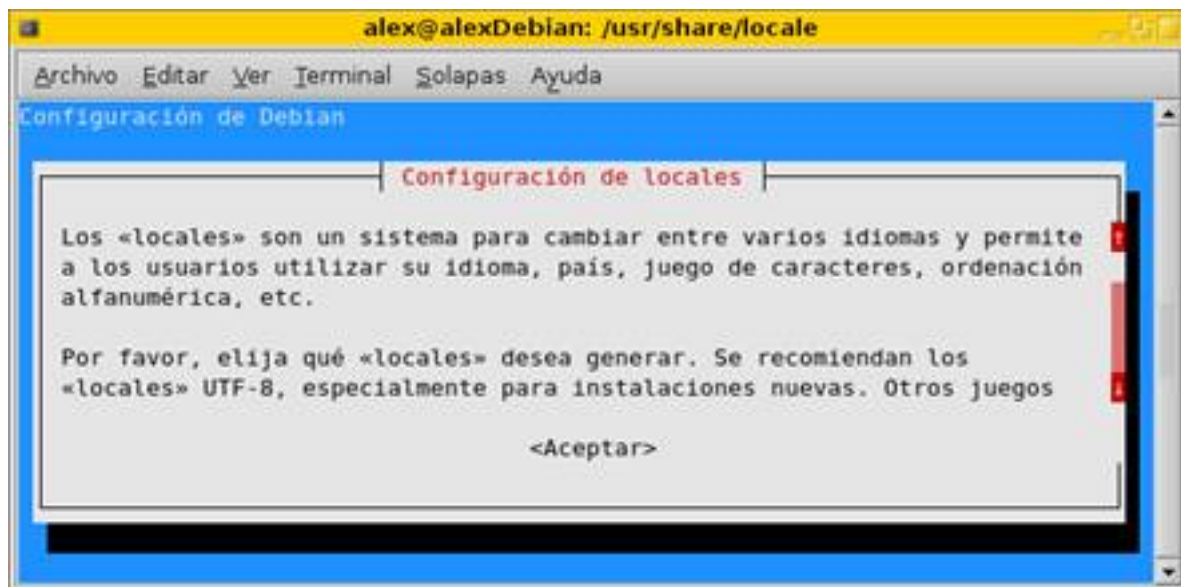 alex@alexDebian: /usr/share/locale
Archivo Editar Ver Terminal Solapas Ayuda
Configuración de Debian
Configuración de locales
Los «locales» son un sistema para cambiar entre varios idiomas y permite
a los usuarios utilizar su idioma, país, juego de caracteres, ordenación
alfanumérica, etc.
Por favor, elija qué «locales» desea generar. Se recomiendan los
«locales» UTF-8, especialmente para instalaciones nuevas. Otros juegos
<Aceptar>